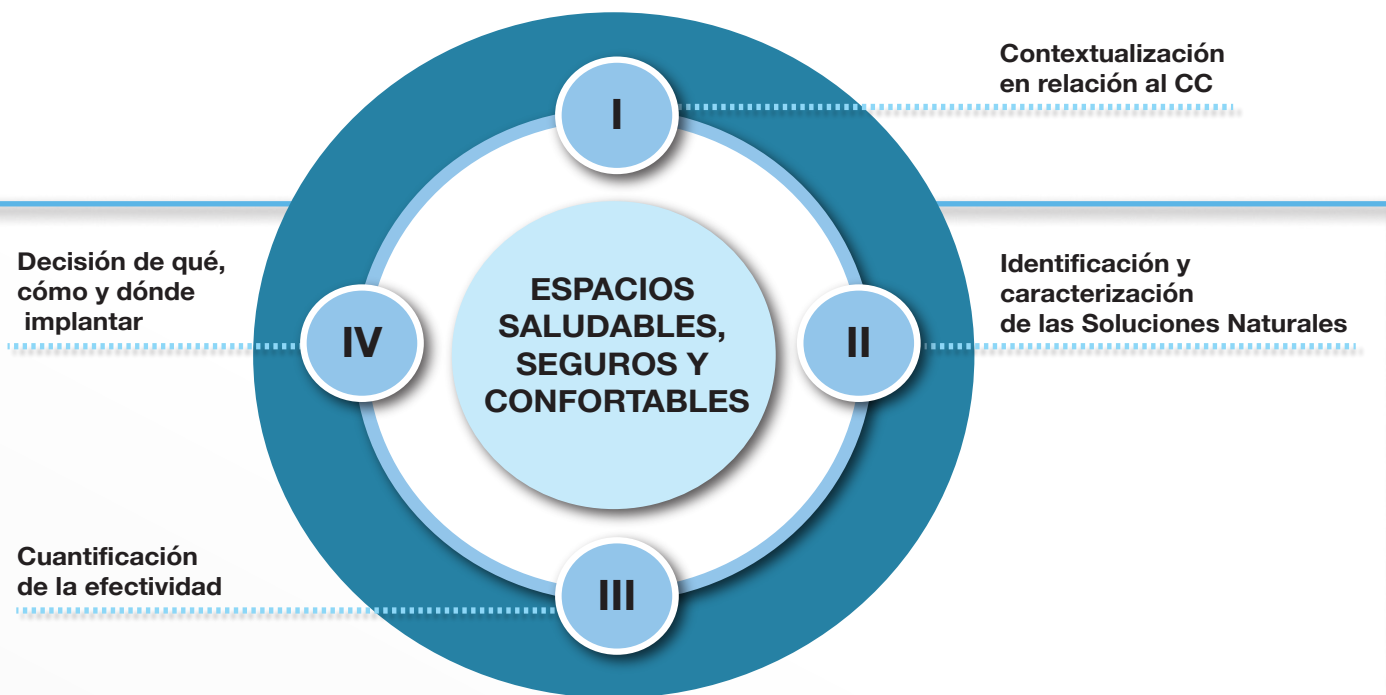 I
Contextualización
en relación al CC
II
Identificación y
caracterización
de las Soluciones Naturales
III
Cuantificación
de la efectividad
IV
Decisión de qué,
cómo y dónde
implantar
ESPACIOS
SALUDABLES,
SEGUROS Y
CONFORTABLES